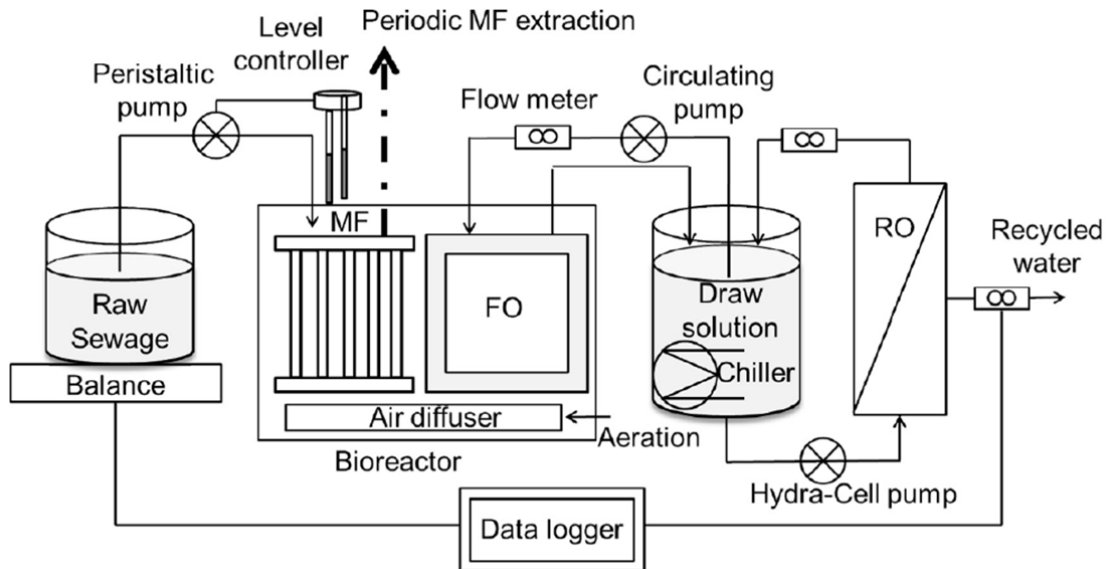 Periodic MF extraction
Level
controller
Peristaltic
pump
Flow meter
Circulating
pump
MF
RO
Recycled
water
Raw
Sewage
FO
Draw
solution
Chiller
Balance
Air diffuser
Aeration
Bioreactor
Hydra-Cell pump
Data logger